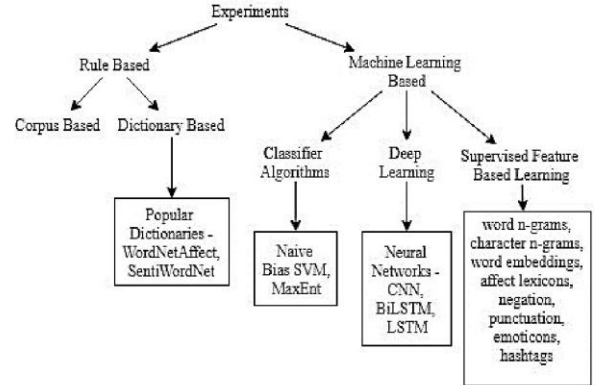 Experiments
Rule Based
Machine Learning
Based
Corpus Based
Dictionary Based
Classifier
Algorithms
Deep
Learning
Supervised Feature
Based Learning
Popular
Dictionaries -
WordNetAffect,
SentiWordNet
Naive
Bias SVM,
MaxEnt
Neural
Networks -
CNN,
BiLSTM,
LSTM
word n-grams,
character n-grams,
word embeddings,
affect lexicons,
negation,
punctuation,
emoticons,
hashtags